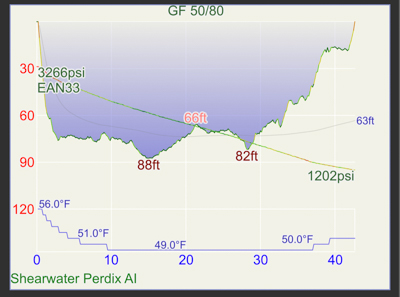 GF 50/80
30
3266psi
EAN33
60
66ft
63ft
90
88ft
82ft
1202psi
120
56.0°F
51.0°F
49.0°F
50.0°F
0
10
20
30
40
Shearwater Perdix AI